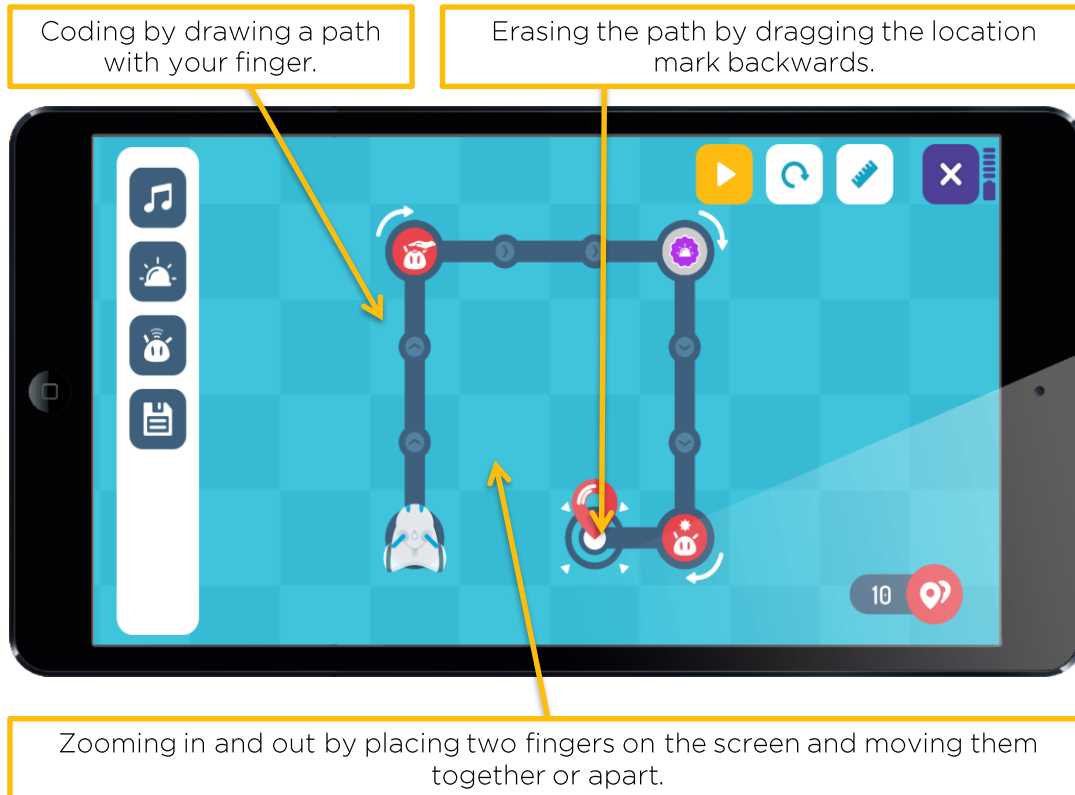 Coding by drawing a path
with your finger.
Erasing the path by dragging the location
mark backwards.
10
Zooming in and out by placing two fingers on the screen and moving them
together or apart.